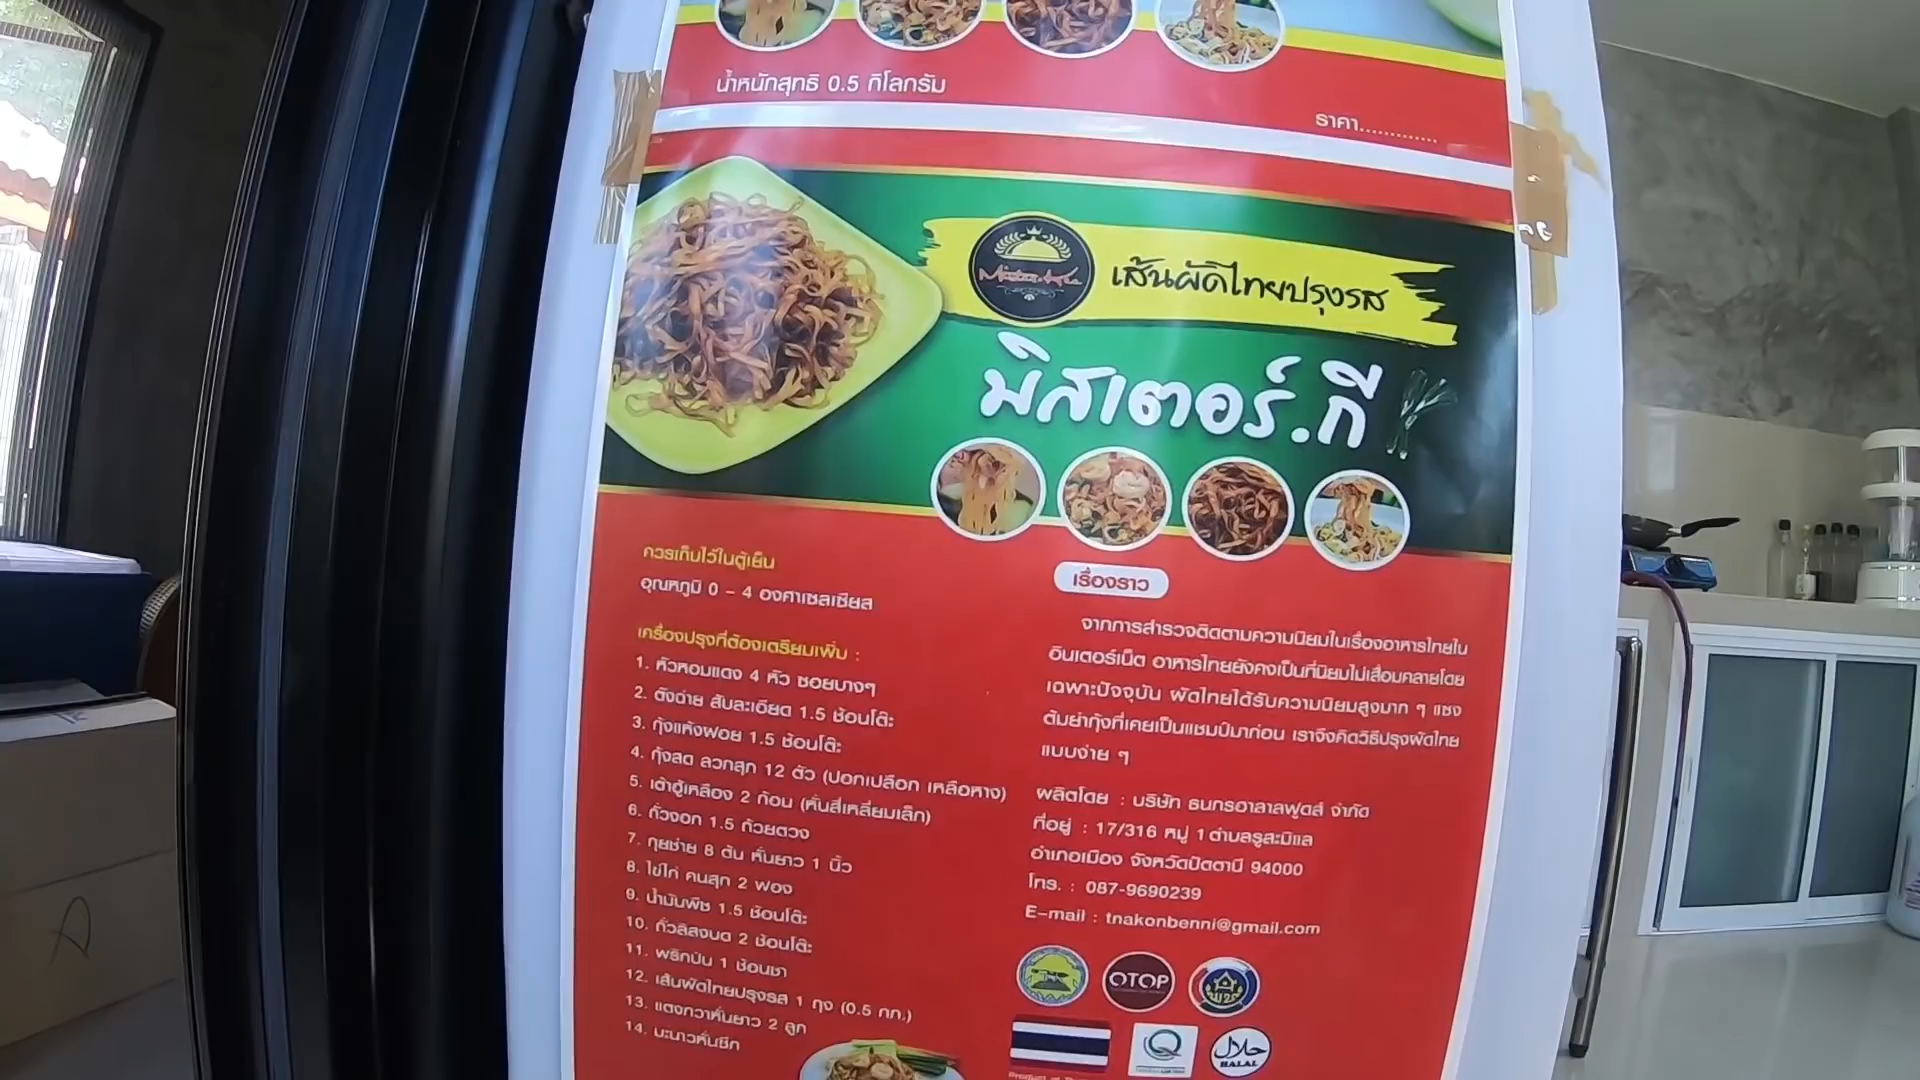 น้ำหนักสุทธิ 0.5 กิโลกรัม
ราคา............
เส้นผัดไทยปรุงรส
มิสเตอร์.กี
ควรเก็บไว้ในตู้เย็น
อุณหภูมิ 0 - 4 องศาเซลเซียส
เครื่องปรุงที่ต้องเตรียมเพิ่ม :
1. หัวหอมแดง 4 หัว ซอยบางๆ
2. ตังฉ่าย สับละเอียด 1.5 ช้อนโต๊ะ
3. กุ้งแห้งฝอย 1.5 ช้อนโต๊ะ
4. กุ้งสด ลวกสุก 12 ตัว (ปอกเปลือก เหลือหาง)
5. เต้าฮู้เหลือง 2 ก้อน (หั่นสี่เหลี่ยมเล็ก)
6. ถั่วงอก 1.5 ถ้วยตวง
7. กุยช่าย 8 ต้น หั่นยาว 1 นิ้ว
8. ไข่ไก่ คนสุก 2 ฟอง
9. น้ำมันพืช 1.5 ช้อนโต๊ะ
10. ถั่วลิสงบด 2 ช้อนโต๊ะ
11. พริกป่น 1 ช้อนชา
12. เส้นผัดไทยปรุงรส 1 ถุง (0.5 กก.)
13. แตงกวาหั่นยาว 2 ลูก
14. มะนาวหั่นซีก
เรื่องราว
จากการสำรวจติดตามความนิยมในเรื่องอาหารไทยใน
อินเตอร์เน็ต อาหารไทยยังคงเป็นที่นิยมไม่เสื่อมคลายโดย
เฉพาะปัจจุบัน ผัดไทยได้รับความนิยมสูงมาก ๆ แซง
ต้มยำกุ้งที่เคยเป็นแชมป์มาก่อน เราจึงคิดวิธีปรุงผัดไทย
แบบง่าย ๆ
ผลิตโดย : บริษัท ธนกรฮาลาลฟูดส์ จำกัด
ที่อยู่ : 17/316 หมู่ 1 ตำบลรูสะมิแล
อำเภอเมือง จังหวัดปัตตานี 94000
โทร. : 087-9690239
E-mail : tnakonbenni@gmail.com
OTOP
Q
حلال
HALAL
A